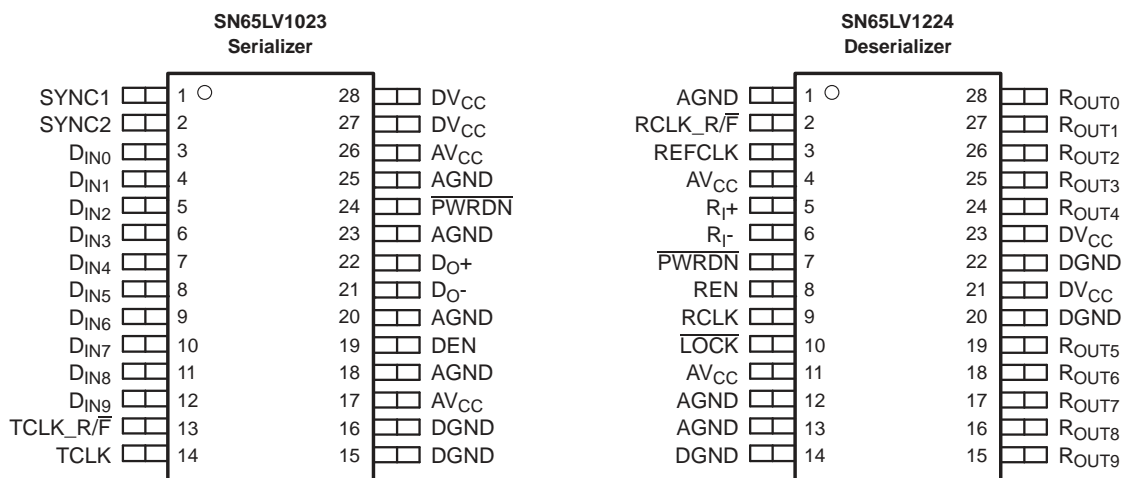 SN65LV1023
Serializer
SYNC1 1 28 DVCC
SYNC2 2 27 DVCC
DIN0 3 26 AVCC
DIN1 4 25 AGND
DIN2 5 24 PWRDN
DIN3 6 23 AGND
DIN4 7 22 DO+
DIN5 8 21 DO-
DIN6 9 20 AGND
DIN7 10 19 DEN
DIN8 11 18 AGND
DIN9 12 17 AVCC
TCLK_R/F 13 16 DGND
TCLK 14 15 DGND
SN65LV1224
Deserializer
AGND 1 28 ROUT0
RCLK_R/F 2 27 ROUT1
REFCLK 3 26 ROUT2
AVCC 4 25 ROUT3
RI+ 5 24 ROUT4
RI- 6 23 DVCC
PWRDN 7 22 DGND
REN 8 21 DVCC
RCLK 9 20 DGND
LOCK 10 19 ROUT5
AVCC 11 18 ROUT6
AGND 12 17 ROUT7
AGND 13 16 ROUT8
DGND 14 15 ROUT9